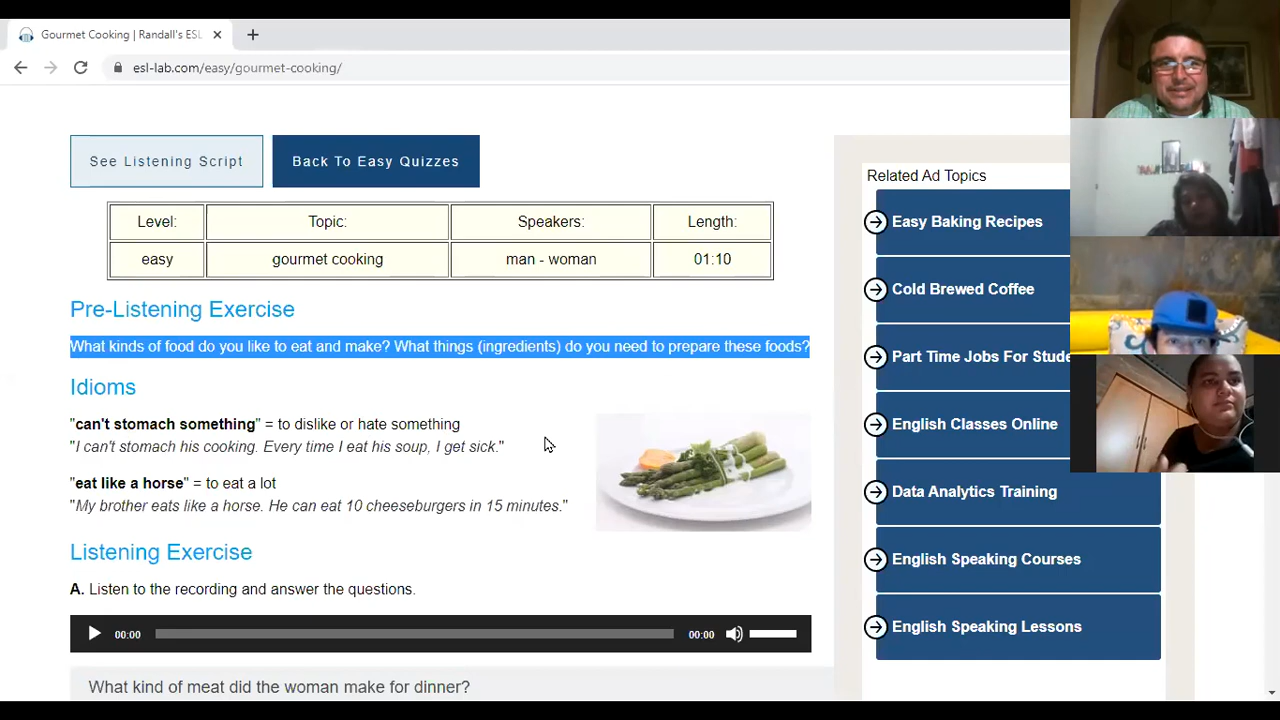 Gourmet Cooking | Randall's ESL
esl-lab.com/easy/gourmet-cooking/
See Listening Script
Back To Easy Quizzes
Level: Topic: Speakers: Length:
easy gourmet cooking man - woman 01:10
Pre-Listening Exercise
What kinds of food do you like to eat and make? What things (ingredients) do you need to prepare these foods?
Idioms
"can't stomach something" = to dislike or hate something
"I can't stomach his cooking. Every time I eat his soup, I get sick."
"eat like a horse" = to eat a lot
"My brother eats like a horse. He can eat 10 cheeseburgers in 15 minutes."
Listening Exercise
A. Listen to the recording and answer the questions.
00:00 00:00
What kind of meat did the woman make for dinner?
Related Ad Topics
Easy Baking Recipes
Cold Brewed Coffee
Part Time Jobs For Stude
English Classes Online
Data Analytics Training
English Speaking Courses
English Speaking Lessons